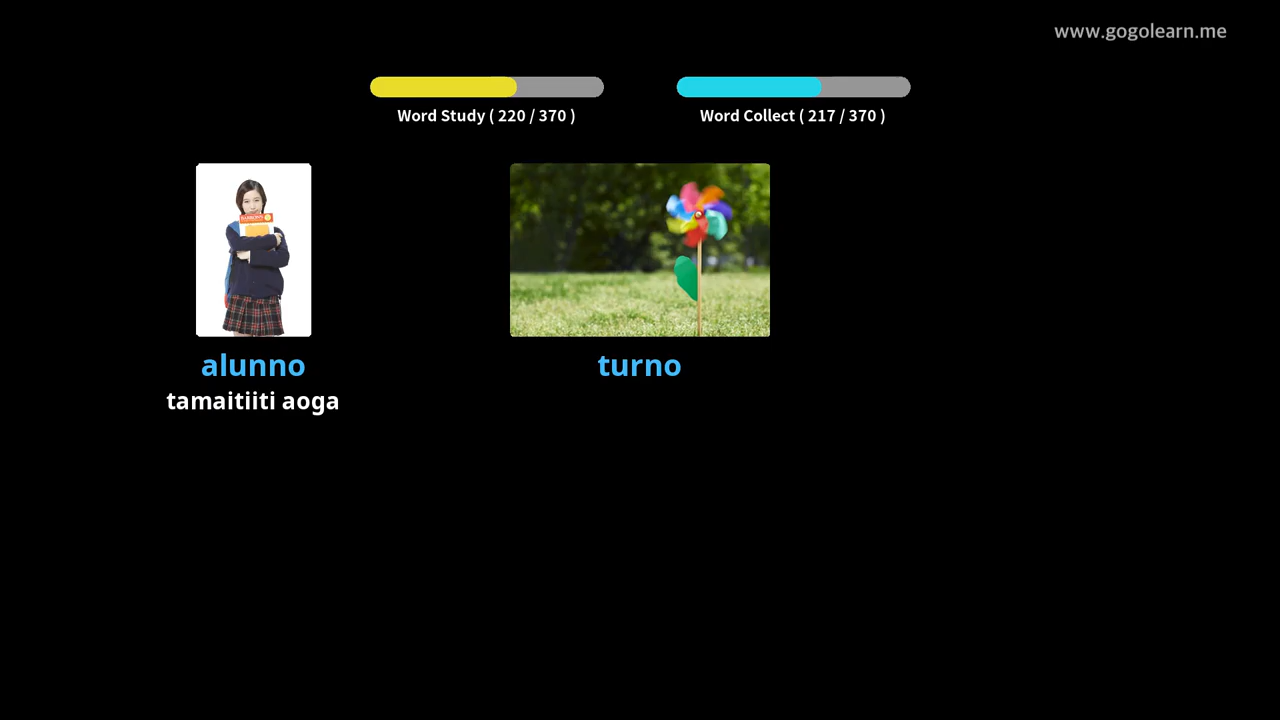 www.gogolearn.me
Word Study ( 220 / 370 )
Word Collect ( 217 / 370 )
alunno
turno
tamaitiiti aoga